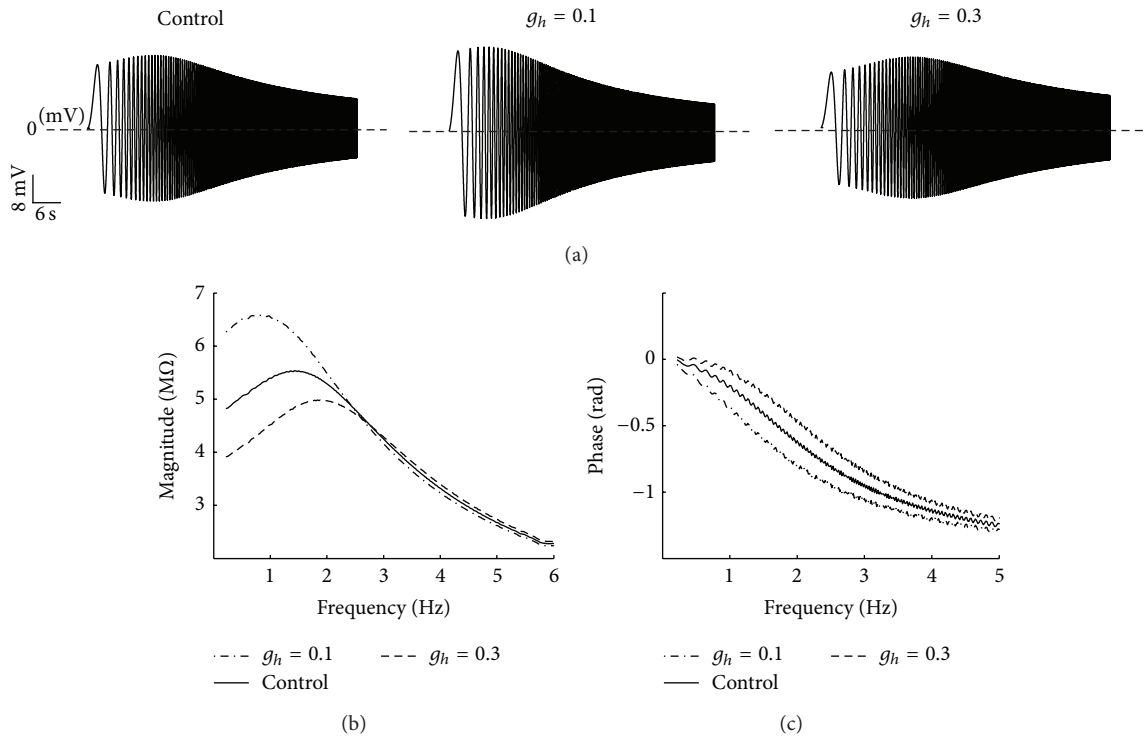 Control
g_h = 0.1
g_h = 0.3
(mV)
0
8 mV
6 s
(a)
7
6
5
4
3
Magnitude (MΩ)
1 2 3 4 5 6
Frequency (Hz)
g_h = 0.1
g_h = 0.3
Control
(b)
0
−0.5
−1
Phase (rad)
1 2 3 4 5
Frequency (Hz)
g_h = 0.1
g_h = 0.3
Control
(c)